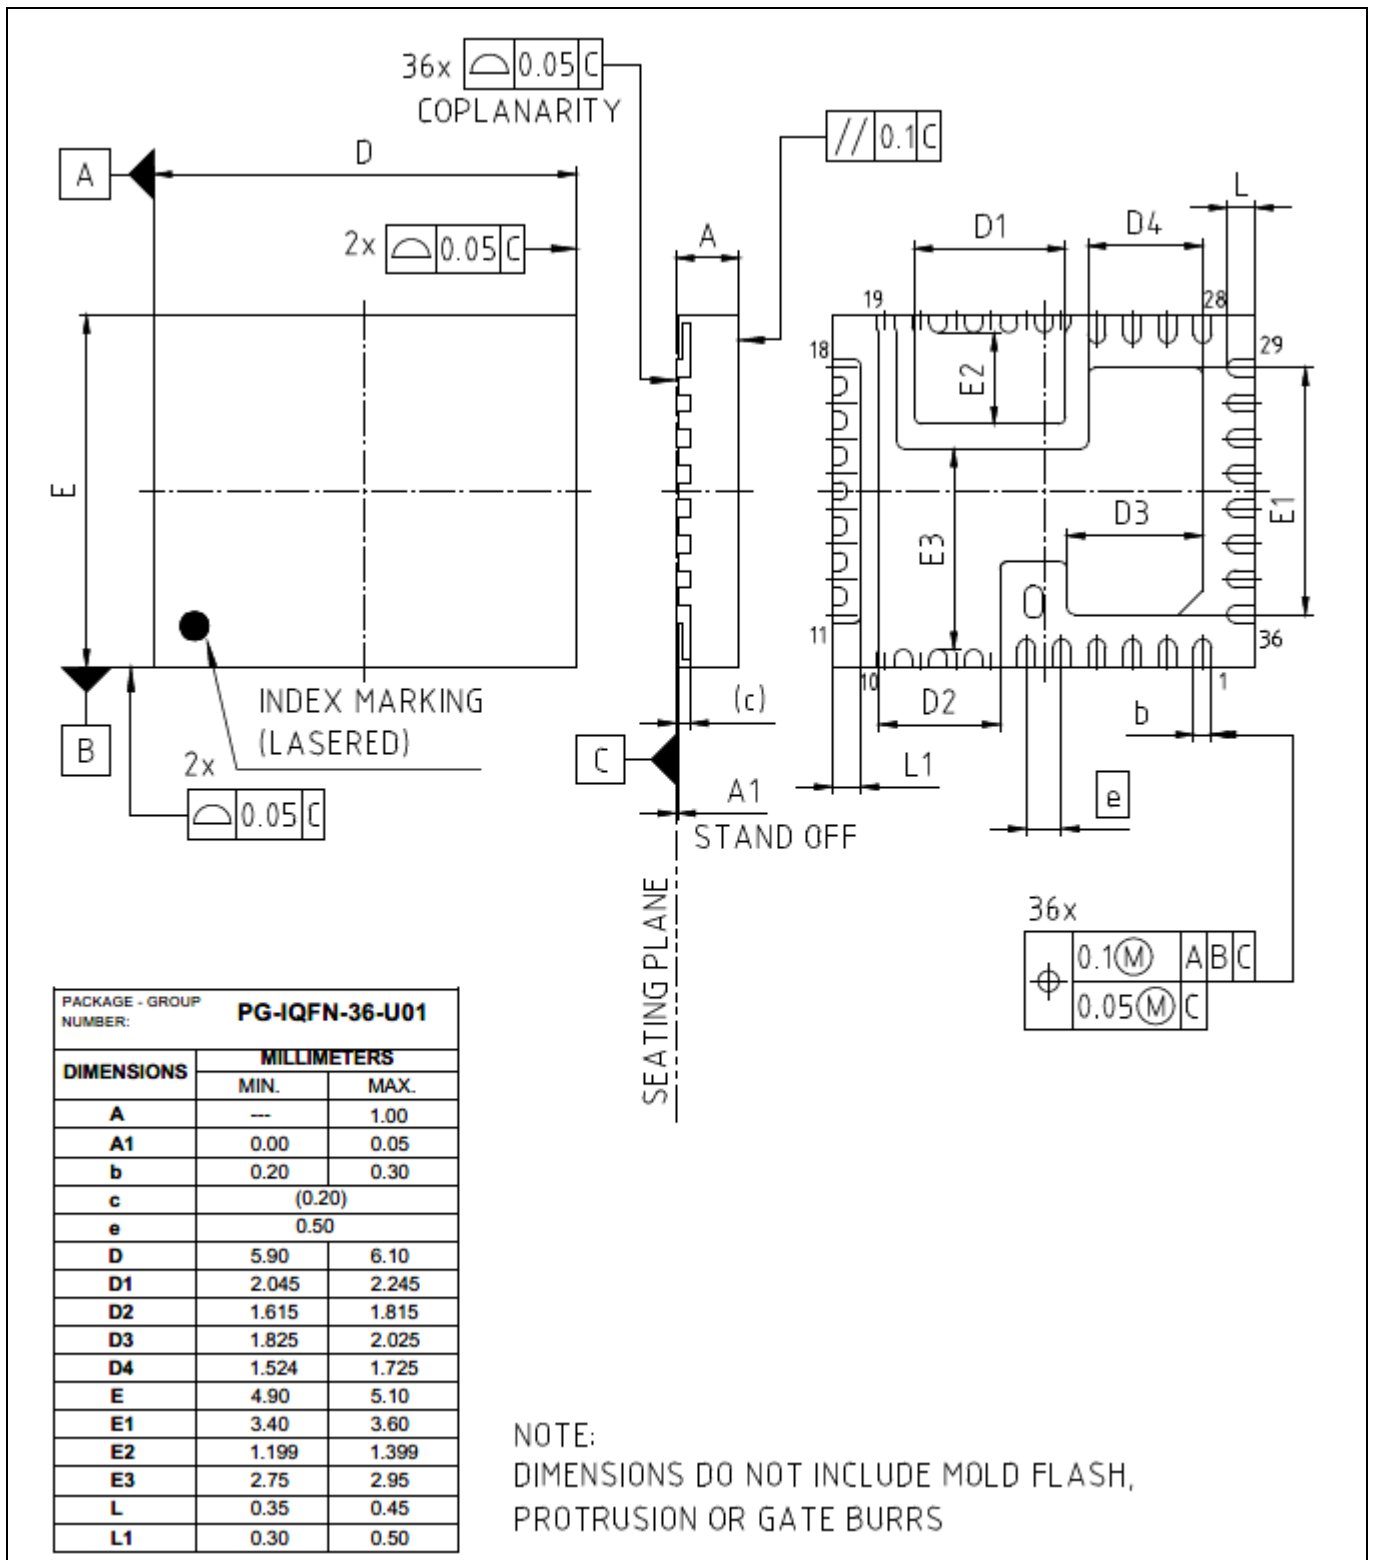 36x ⌓ 0.05 C
COPLANARITY
// 0.1 C
A
D
2x ⌓ 0.05 C
A
D1
D4
L
19
28
18
29
E2
E
E3
D3
E1
11
36
10
1
INDEX MARKING
(LASERED)
B
2x
⌓ 0.05 C
(c)
C
A1
STAND OFF
D2
L1
b
e
SEATING PLANE
36x
⌖ 0.1 Ⓜ A B C
0.05 Ⓜ C
PACKAGE - GROUP
NUMBER:
PG-IQFN-36-U01
DIMENSIONS MILLIMETERS
MIN. MAX.
A --- 1.00
A1 0.00 0.05
b 0.20 0.30
c (0.20)
e 0.50
D 5.90 6.10
D1 2.045 2.245
D2 1.615 1.815
D3 1.825 2.025
D4 1.524 1.725
E 4.90 5.10
E1 3.40 3.60
E2 1.199 1.399
E3 2.75 2.95
L 0.35 0.45
L1 0.30 0.50
NOTE:
DIMENSIONS DO NOT INCLUDE MOLD FLASH,
PROTRUSION OR GATE BURRS